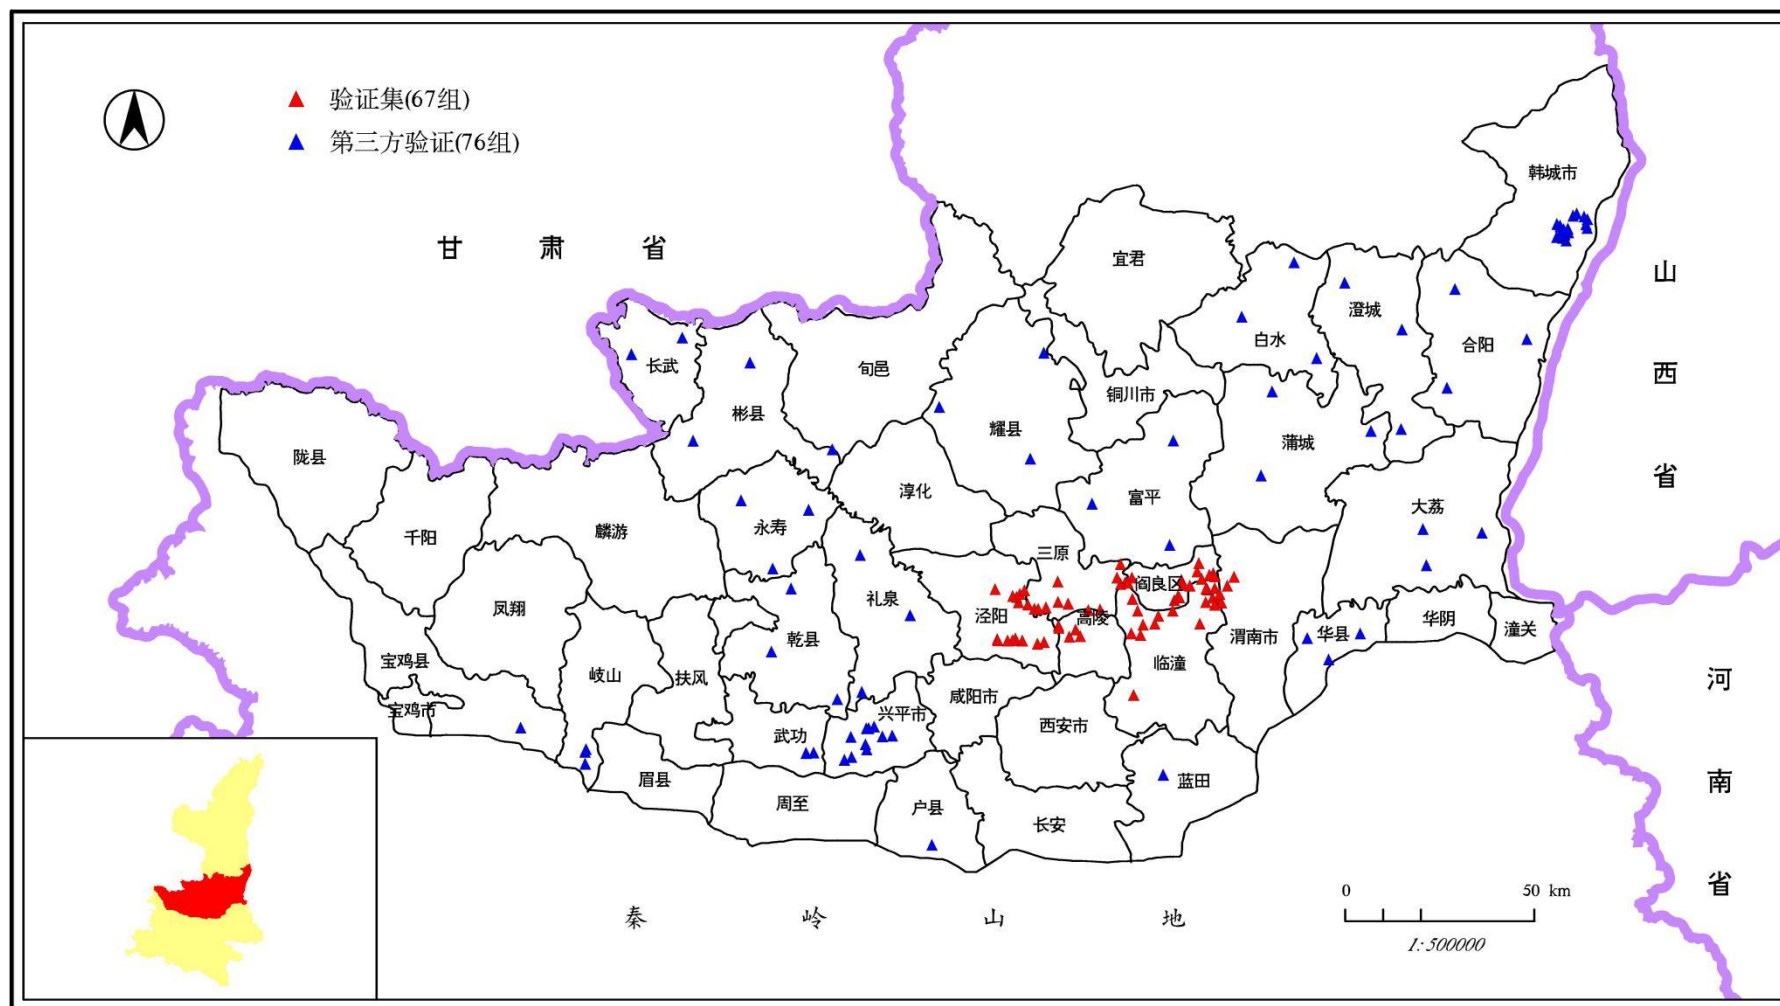 验证集(67组)
第三方验证(76组)
韩城市
甘肃省
宜君
山西省
澄城
白水
合阳
长武
旬邑
铜川市
彬县
耀县
蒲城
陇县
淳化
富平
大荔
千阳
麟游
永寿
三原
阎良区
凤翔
礼泉
泾阳
高陵
华县
华阴
潼关
乾县
渭南市
宝鸡县
岐山
扶风
临潼
河南省
咸阳市
宝鸡市
兴平市
西安市
武功
眉县
蓝田
周至
户县
长安
秦岭山地
0 50 km
1:500000